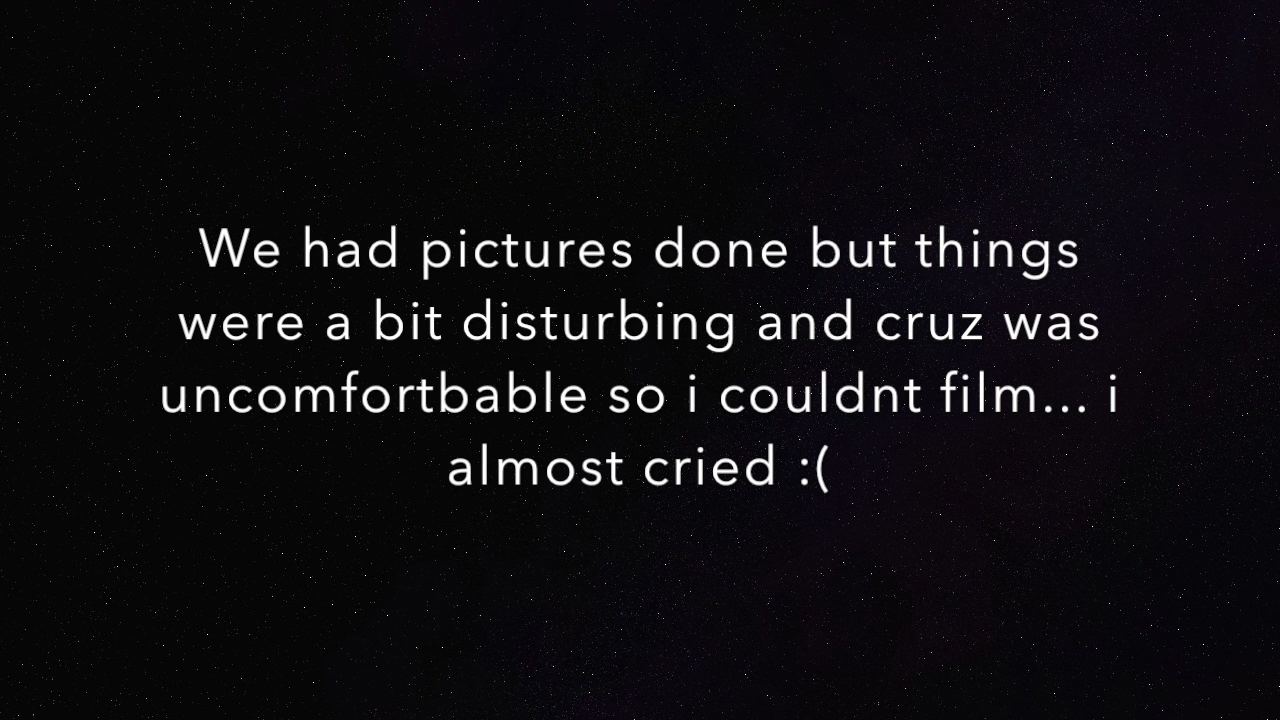 We had pictures done but things
were a bit disturbing and cruz was
uncomfortbable so i couldnt film... i
almost cried :(